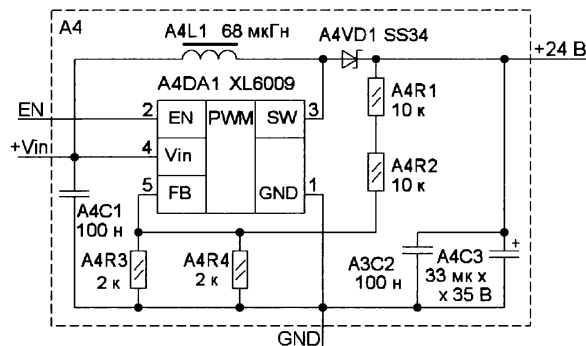 A4
A4L1 68 мкГн
A4VD1 SS34
+24 В
A4DA1 XL6009
EN
2
EN
PWM
SW
3
A4R1
10 к
+Vin
4
Vin
A4R2
10 к
5
FB
GND
1
A4C1
100 н
A4R3
2 к
A4R4
2 к
A3C2
100 н
A4C3
33 мк х
х 35 В
+
GND